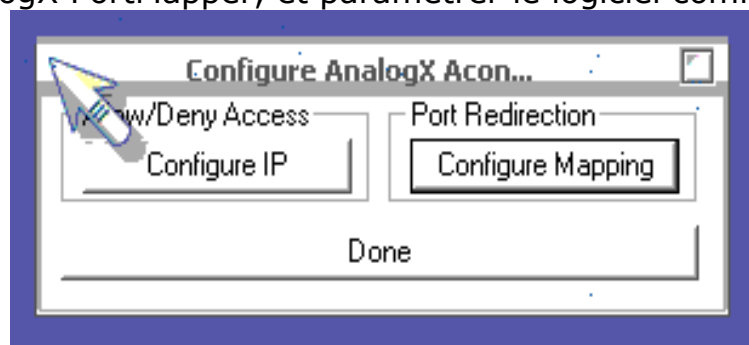 Configure AnalogX Acon...
/Deny Access
Port Redirection
Configure IP
Configure Mapping
Done